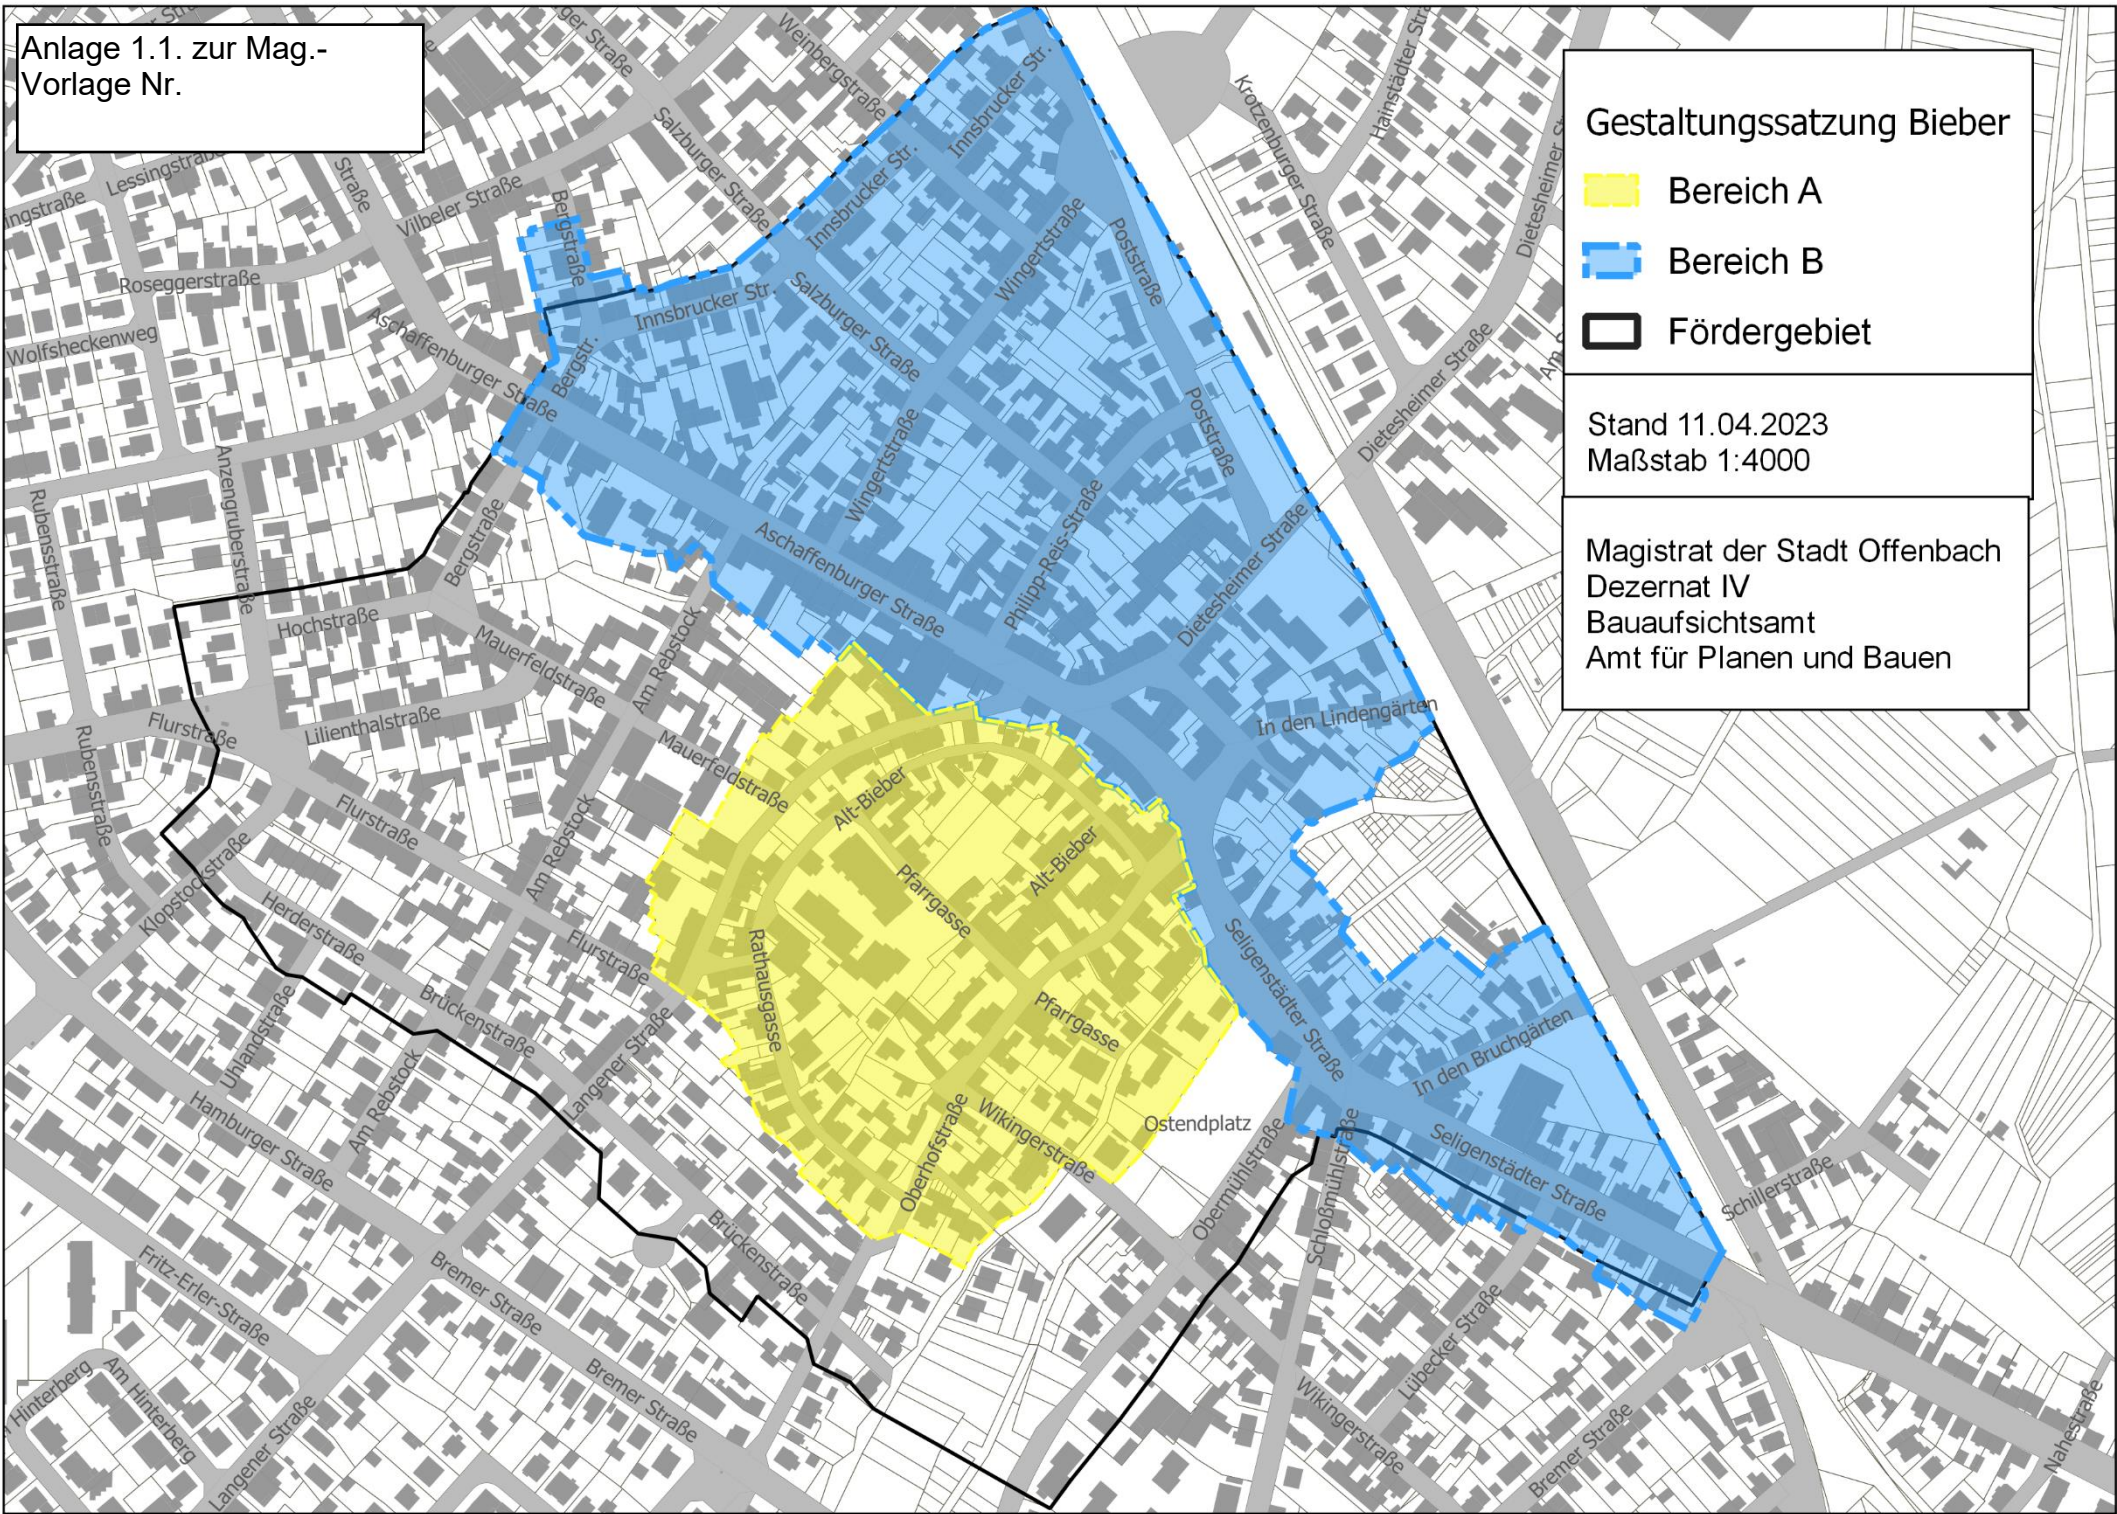 Anlage 1.1. zur Mag.-
Vorlage Nr.
Gestaltungssatzung Bieber
Bereich A
Bereich B
Fördergebiet
Stand 11.04.2023
Maßstab 1:4000
Magistrat der Stadt Offenbach
Dezernat IV
Bauaufsichtsamt
Amt für Planen und Bauen
Weinbergstraße
Innsbrucker Str.
Krotzenburger Straße
Hainstädter Str
Dietesheimer St
Salzburger Straße
Lessingstraße
ingstraße
Straße
Vilbeler Straße
Bergstraße
Innsbrucker Str.
Wingertstraße
Poststraße
Roseggerstraße
Innsbrucker Str.
Salzburger Straße
Wolfsheckenweg
Aschaffenburger Straße
Bergstr.
Dietesheimer Straße
Wingertstraße
Poststraße
Anzengruberstraße
Rubensstraße
Bergstraße
Philipp-Reis-Straße
Dietesheimer Straße
Aschaffenburger Straße
Hochstraße
Mauerfeldstraße
Am Rebstock
Lilienthalstraße
In den Lindengärten
Flurstraße
Rubensstraße
Mauerfeldstraße
Alt-Bieber
Flurstraße
Am Rebstock
Alt-Bieber
Pfarrgasse
Klopstockstraße
Herderstraße
Flurstraße
Rathausgasse
Seligenstädter Straße
Brückenstraße
Pfarrgasse
Uhlandstraße
Langener Straße
In den Bruchgärten
Am Rebstock
Hamburger Straße
Oberhofstraße
Wikingerstraße
Ostendplatz
Obermühlstraße
Schloßmühlstraße
Seligenstädter Straße
Schillerstraße
Brückenstraße
Fritz-Erler-Straße
Bremer Straße
Lübecker Straße
Hinterberg
Am Hinterberg
Bremer Straße
Langener Straße
Wikingerstraße
Bremer Straße
Nahestraße